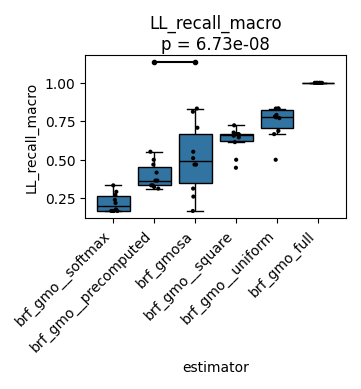 LL_recall_macro
p = 6.73e-08
LL_recall_macro
1.00
0.75
0.50
0.25
brf_gmo__softmax
brf_gmo__precomputed
brf_gmosa
brf_gmo__square
brf_gmo__uniform
brf_gmo_full
estimator